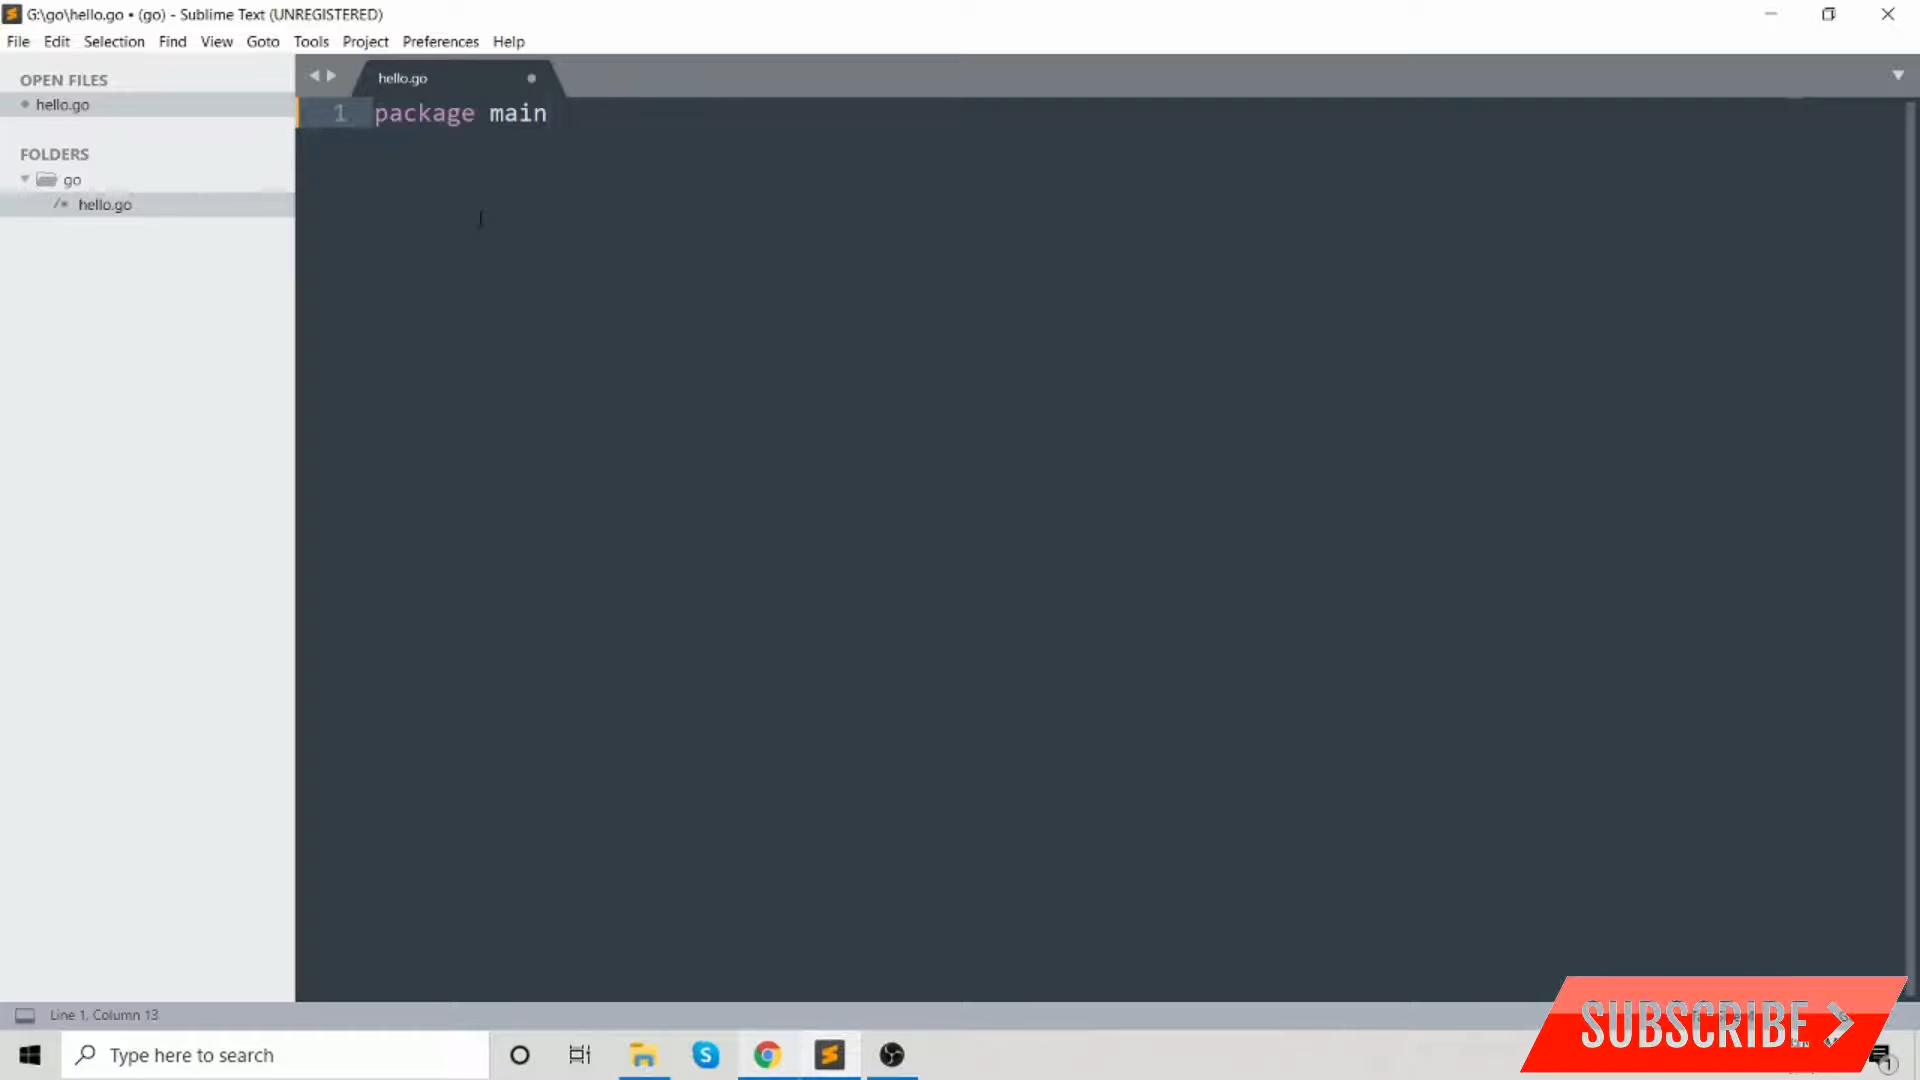 G:\go\hello.go • (go) - Sublime Text (UNREGISTERED)
File Edit Selection Find View Goto Tools Project Preferences Help
OPEN FILES
hello.go
FOLDERS
go
/* hello.go
hello.go
1 package main
Line 1, Column 13
SUBSCRIBE
Type here to search
1